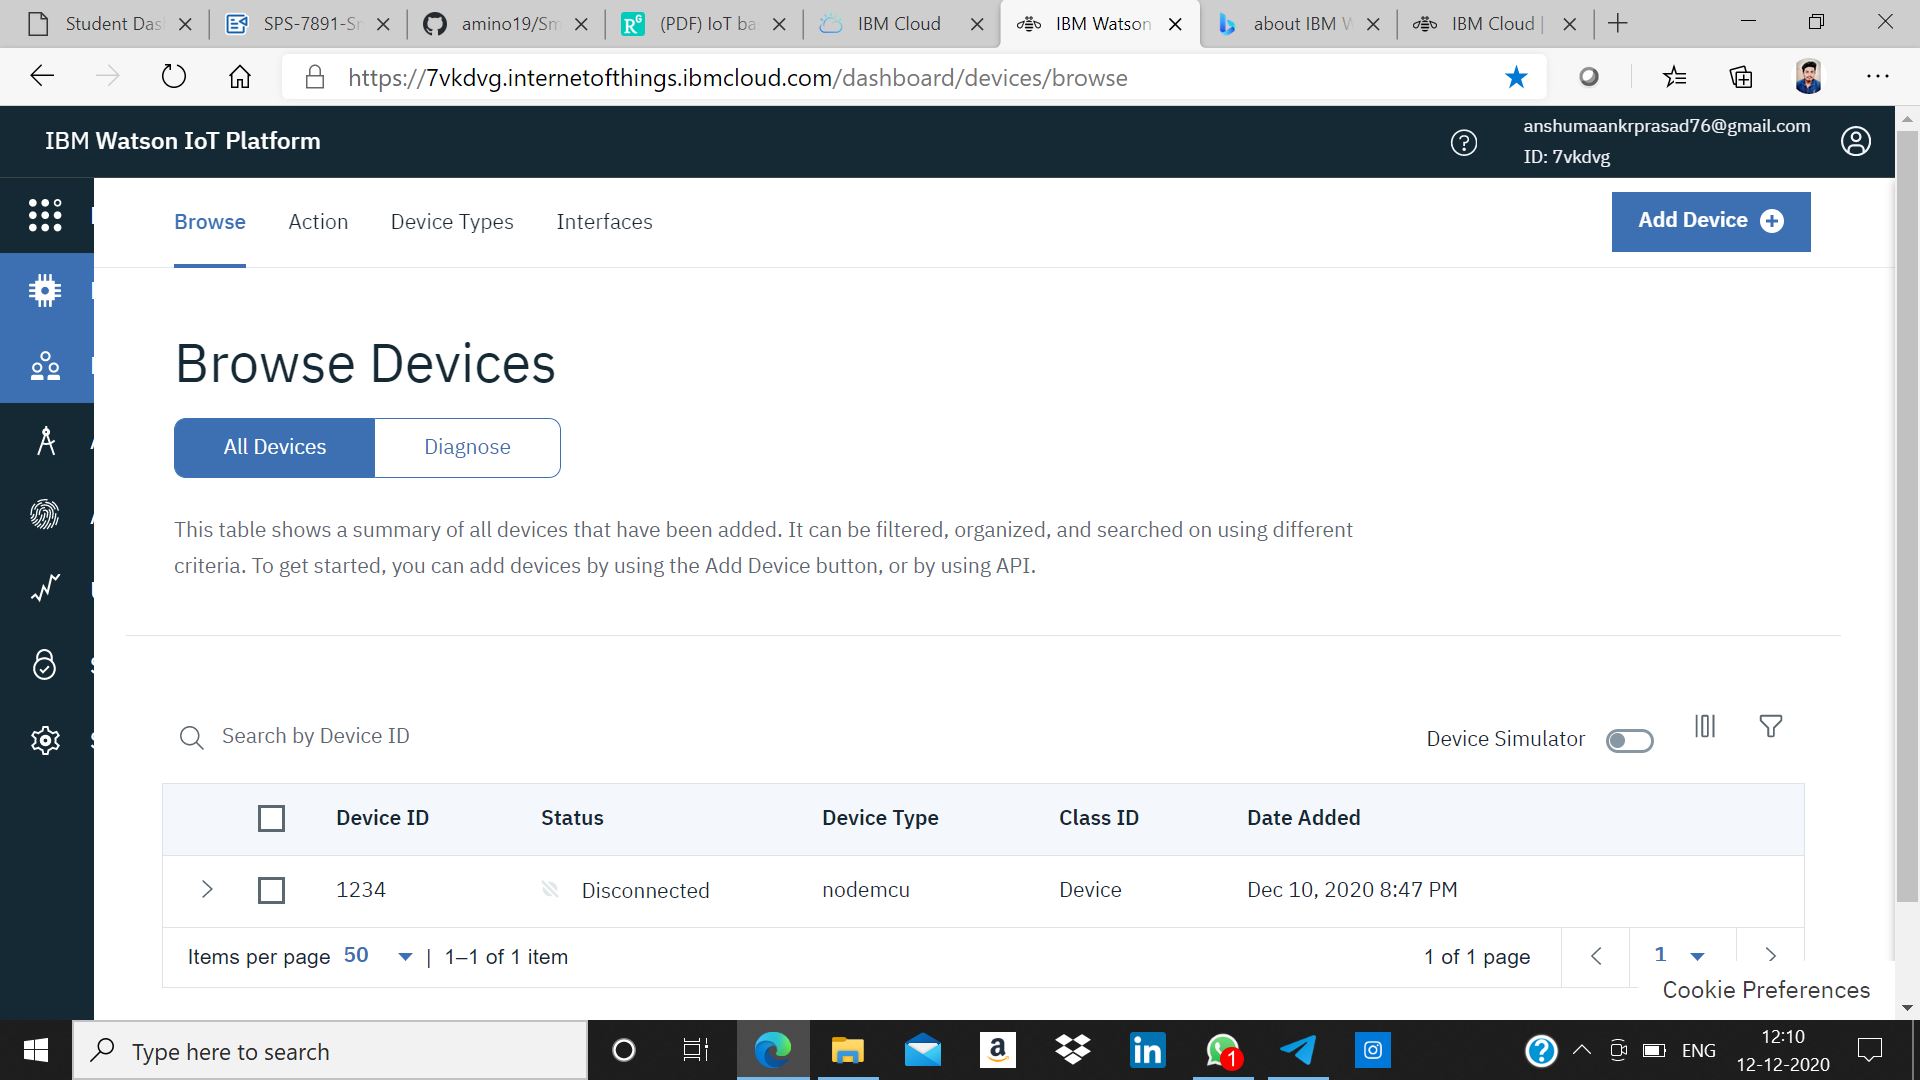 Student Das
SPS-7891-Sm
amino19/Sm
(PDF) IoT ba
IBM Cloud
IBM Watson
about IBM W
IBM Cloud |
https://7vkdvg.internetofthings.ibmcloud.com/dashboard/devices/browse
IBM Watson IoT Platform
anshumaankrprasad76@gmail.com
ID: 7vkdvg
Browse
Action
Device Types
Interfaces
Add Device
Browse Devices
All Devices
Diagnose
This table shows a summary of all devices that have been added. It can be filtered, organized, and searched on using different
criteria. To get started, you can add devices by using the Add Device button, or by using API.
Search by Device ID
Device Simulator
Device ID Status Device Type Class ID Date Added
1234 Disconnected nodemcu Device Dec 10, 2020 8:47 PM
Items per page 50 | 1–1 of 1 item
1 of 1 page
1
Cookie Preferences
Type here to search
1
ENG
12:10
12-12-2020